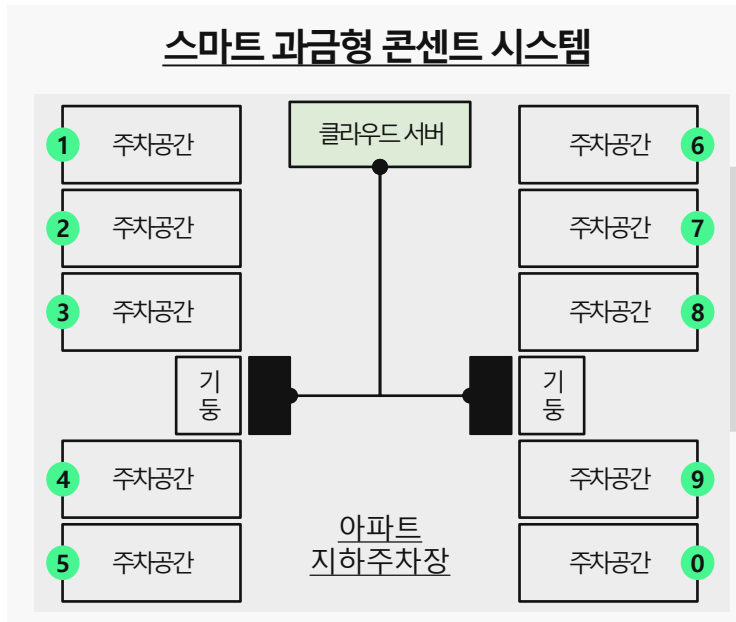 스마트 과금형 콘센트 시스템
클라우드 서버
1 주차공간
2 주차공간
3 주차공간
기
둥
4 주차공간
5 주차공간
주차공간 6
주차공간 7
주차공간 8
기
둥
주차공간 9
주차공간 0
아파트
지하주차장